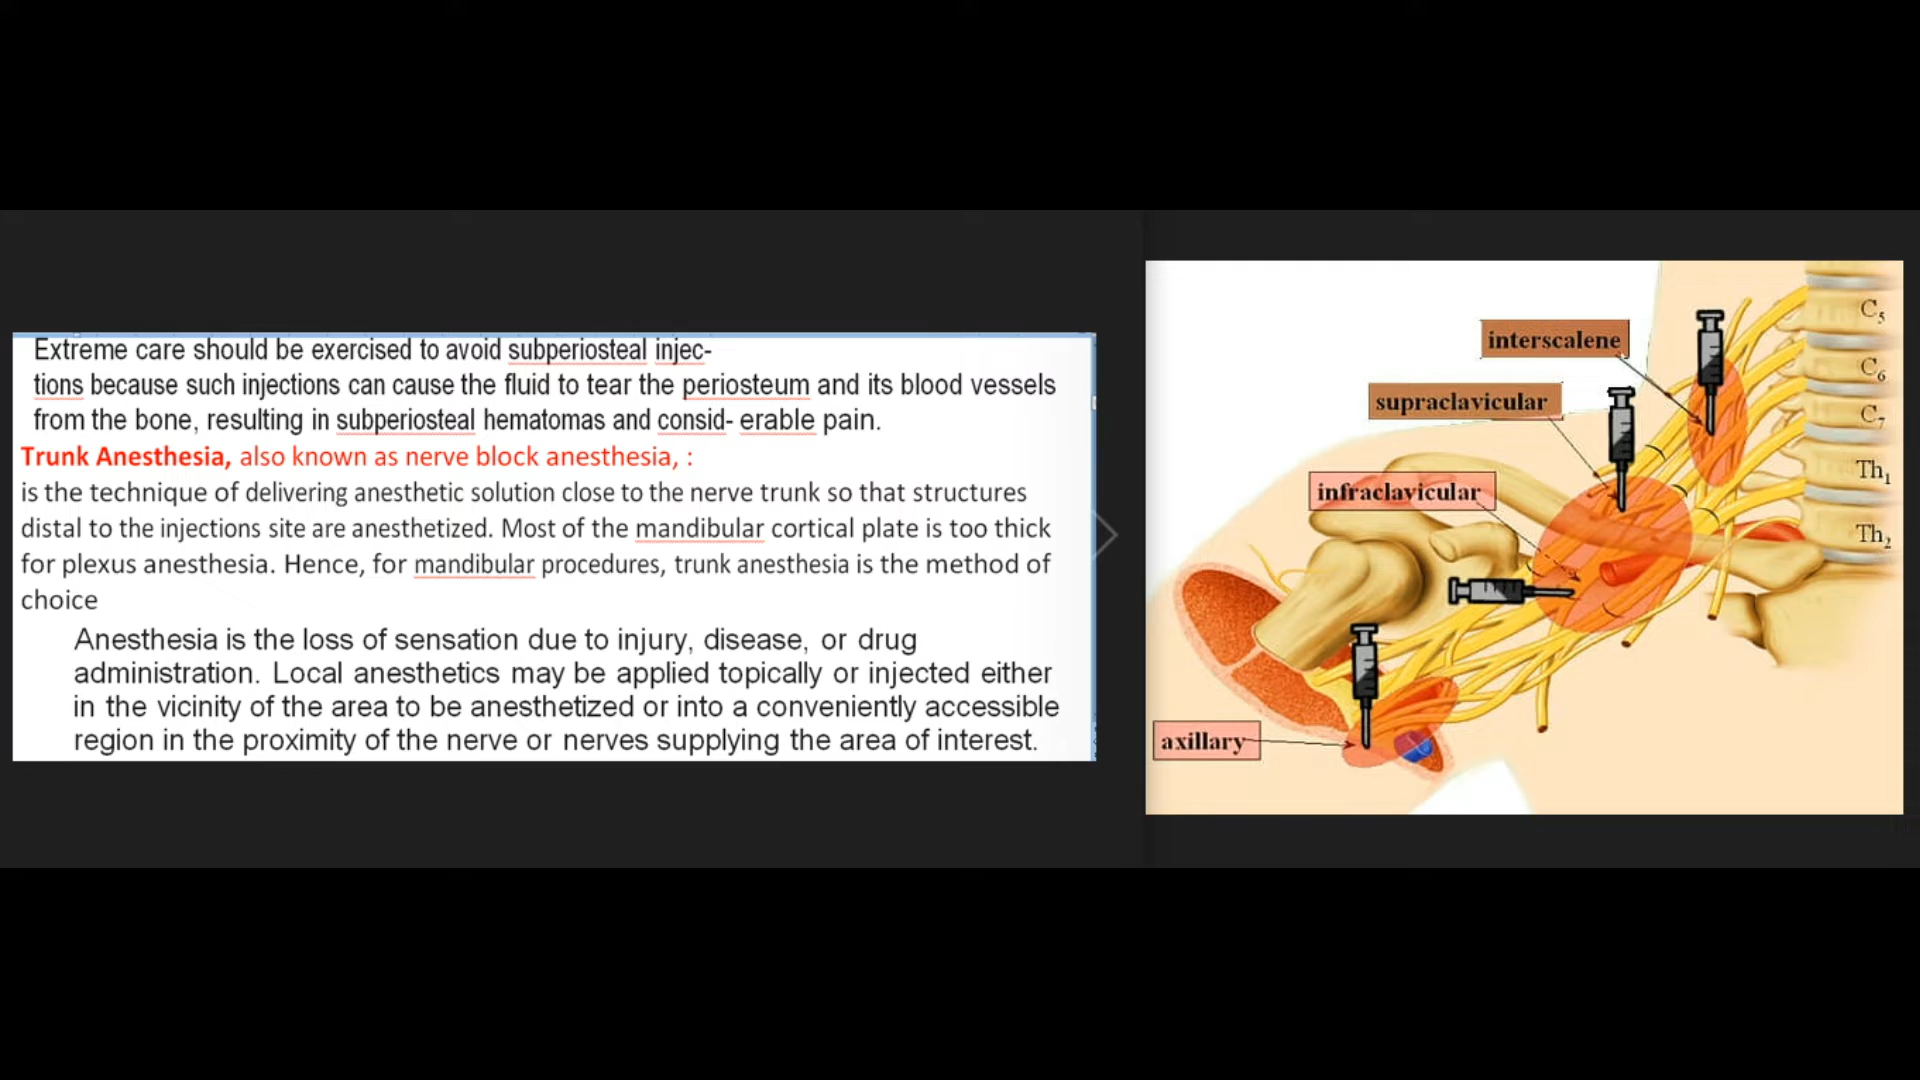 Extreme care should be exercised to avoid subperiosteal injec-
tions because such injections can cause the fluid to tear the periosteum and its blood vessels
from the bone, resulting in subperiosteal hematomas and consid- erable pain.
Trunk Anesthesia, also known as nerve block anesthesia, :
is the technique of delivering anesthetic solution close to the nerve trunk so that structures
distal to the injections site are anesthetized. Most of the mandibular cortical plate is too thick
for plexus anesthesia. Hence, for mandibular procedures, trunk anesthesia is the method of
choice
Anesthesia is the loss of sensation due to injury, disease, or drug
administration. Local anesthetics may be applied topically or injected either
in the vicinity of the area to be anesthetized or into a conveniently accessible
region in the proximity of the nerve or nerves supplying the area of interest.
interscalene
supraclavicular
infraclavicular
axillary
C5
C6
C7
Th1
Th2